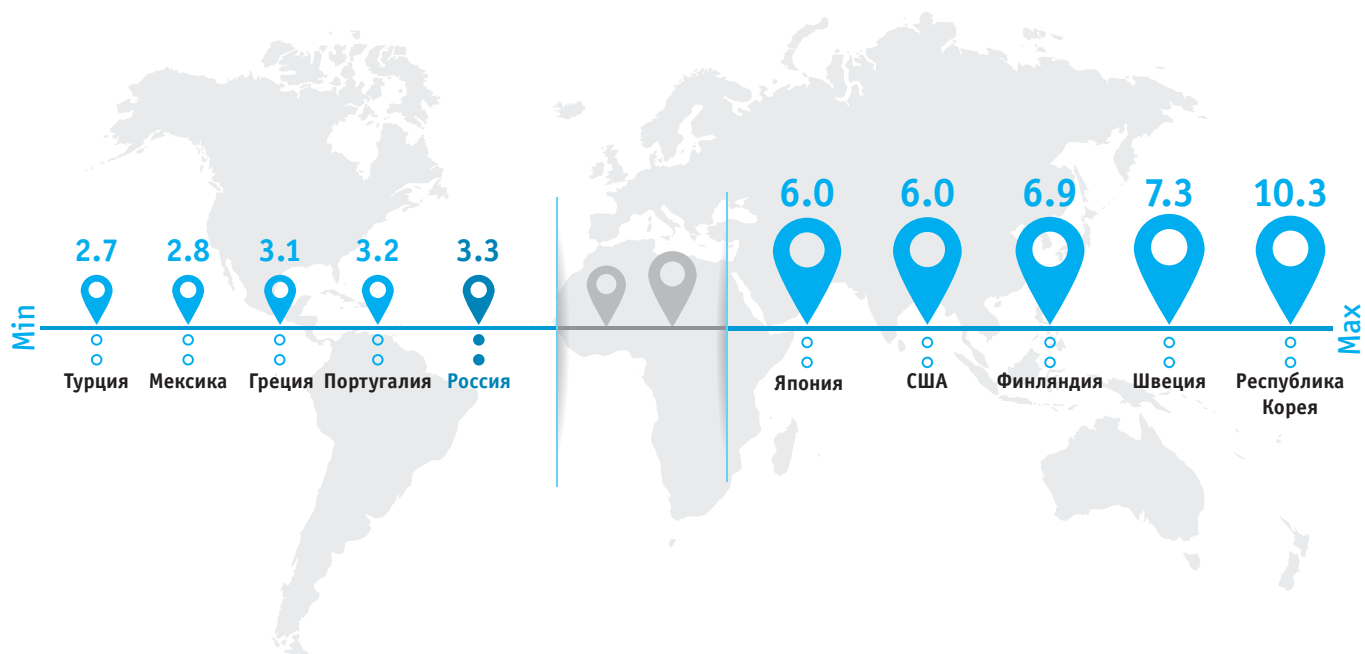 6.0 6.0 6.9 7.3 10.3
2.7 2.8 3.1 3.2 3.3
Min
Max
Турция Мексика Греция Португалия Россия
Япония США Финляндия Швеция Республика
Корея